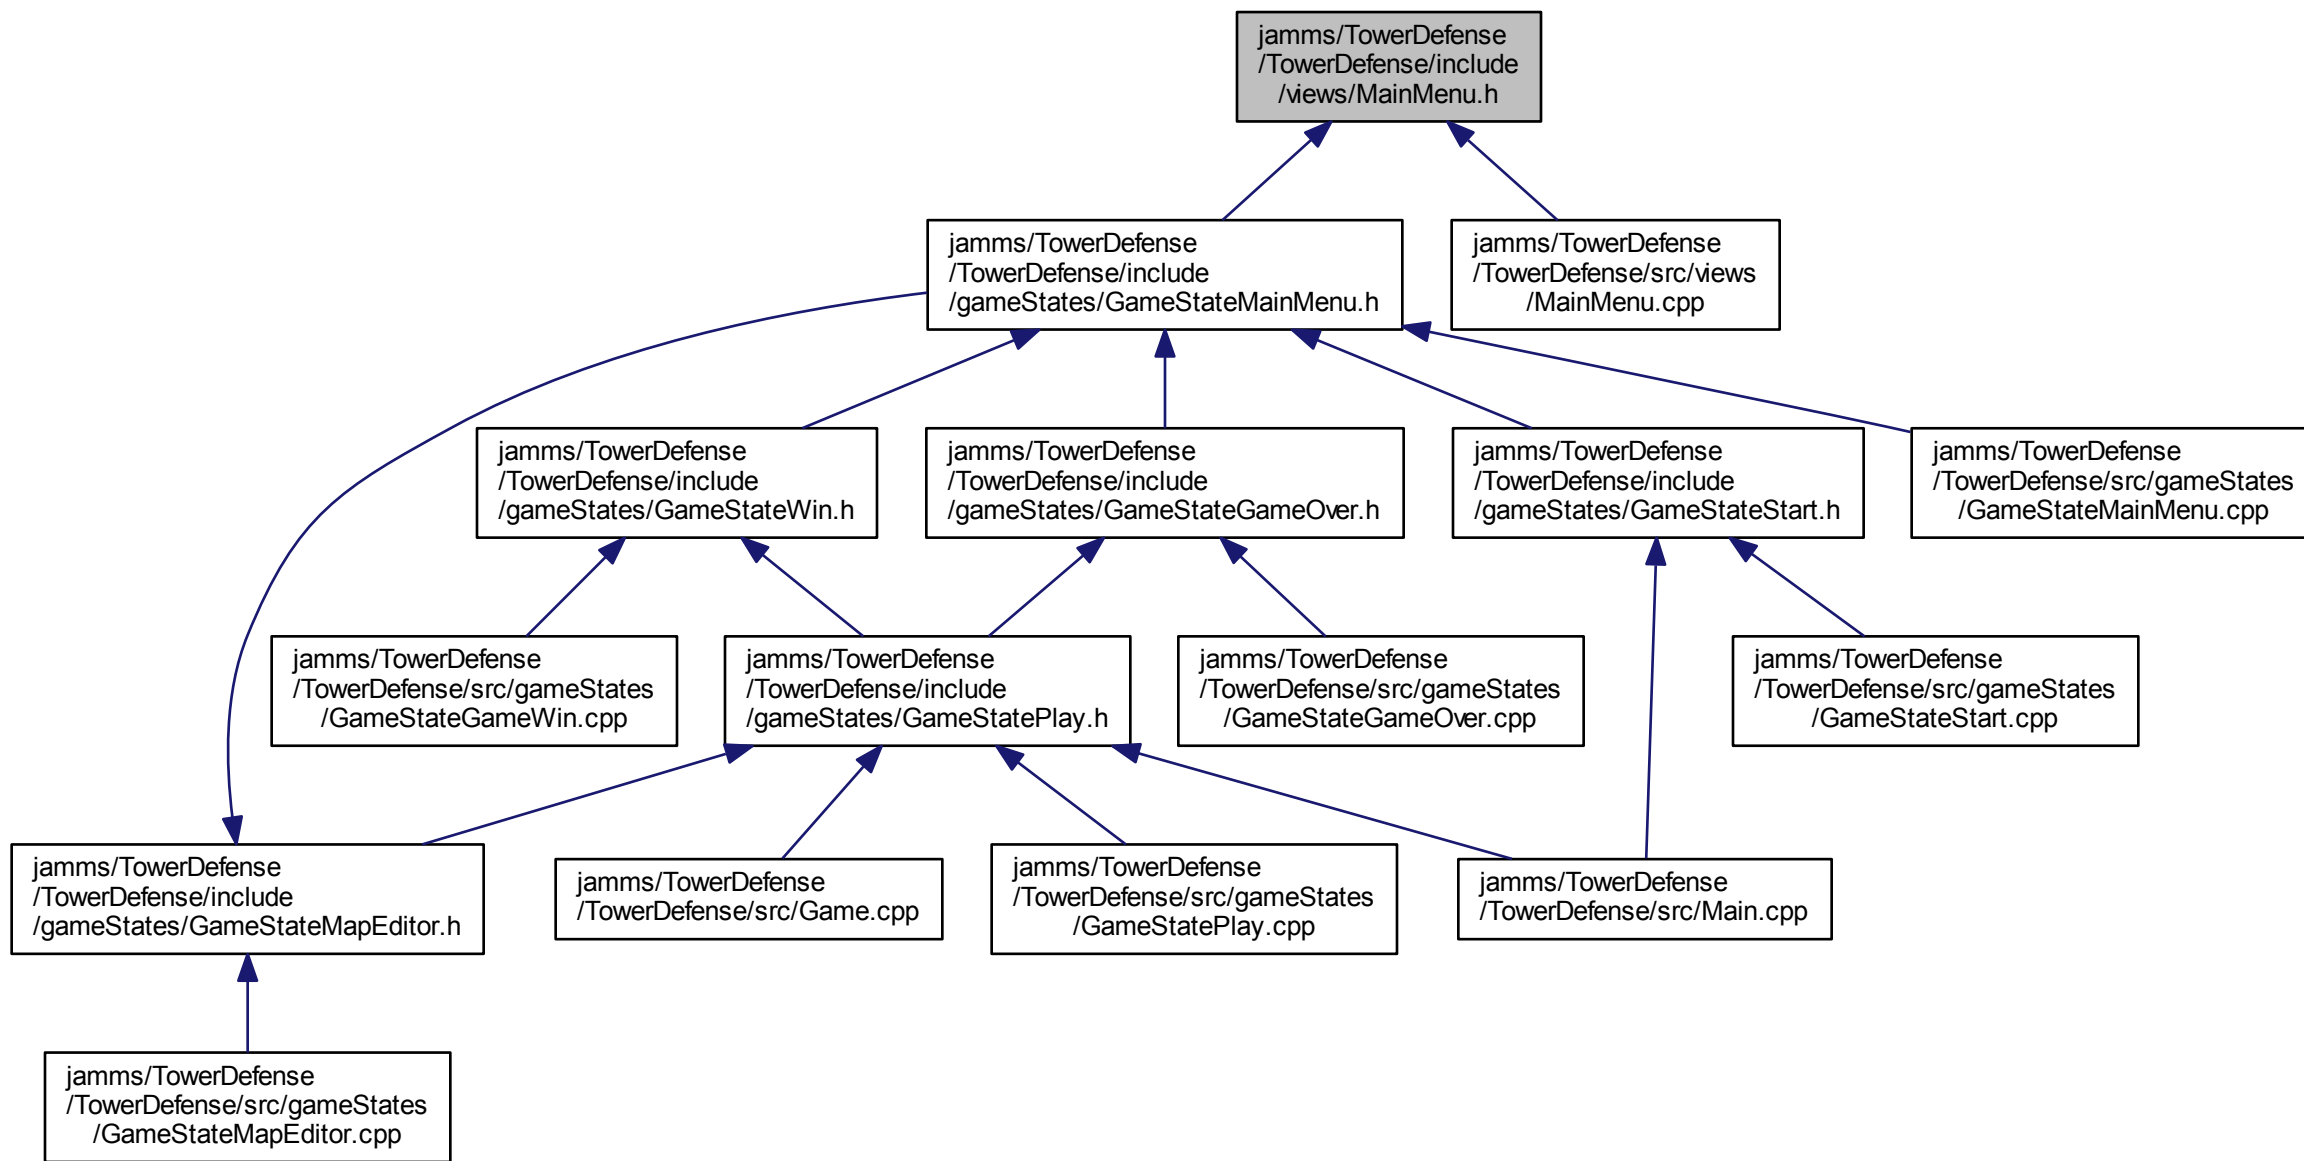 jamms/TowerDefense
/TowerDefense/include
/views/MainMenu.h
jamms/TowerDefense
/TowerDefense/include
/gameStates/GameStateMainMenu.h
jamms/TowerDefense
/TowerDefense/src/views
/MainMenu.cpp
jamms/TowerDefense
/TowerDefense/include
/gameStates/GameStateWin.h
jamms/TowerDefense
/TowerDefense/include
/gameStates/GameStateGameOver.h
jamms/TowerDefense
/TowerDefense/include
/gameStates/GameStateStart.h
jamms/TowerDefense
/TowerDefense/src/gameStates
/GameStateMainMenu.cpp
jamms/TowerDefense
/TowerDefense/src/gameStates
/GameStateGameWin.cpp
jamms/TowerDefense
/TowerDefense/include
/gameStates/GameStatePlay.h
jamms/TowerDefense
/TowerDefense/src/gameStates
/GameStateGameOver.cpp
jamms/TowerDefense
/TowerDefense/src/gameStates
/GameStateStart.cpp
jamms/TowerDefense
/TowerDefense/include
/gameStates/GameStateMapEditor.h
jamms/TowerDefense
/TowerDefense/src/Game.cpp
jamms/TowerDefense
/TowerDefense/src/gameStates
/GameStatePlay.cpp
jamms/TowerDefense
/TowerDefense/src/Main.cpp
jamms/TowerDefense
/TowerDefense/src/gameStates
/GameStateMapEditor.cpp